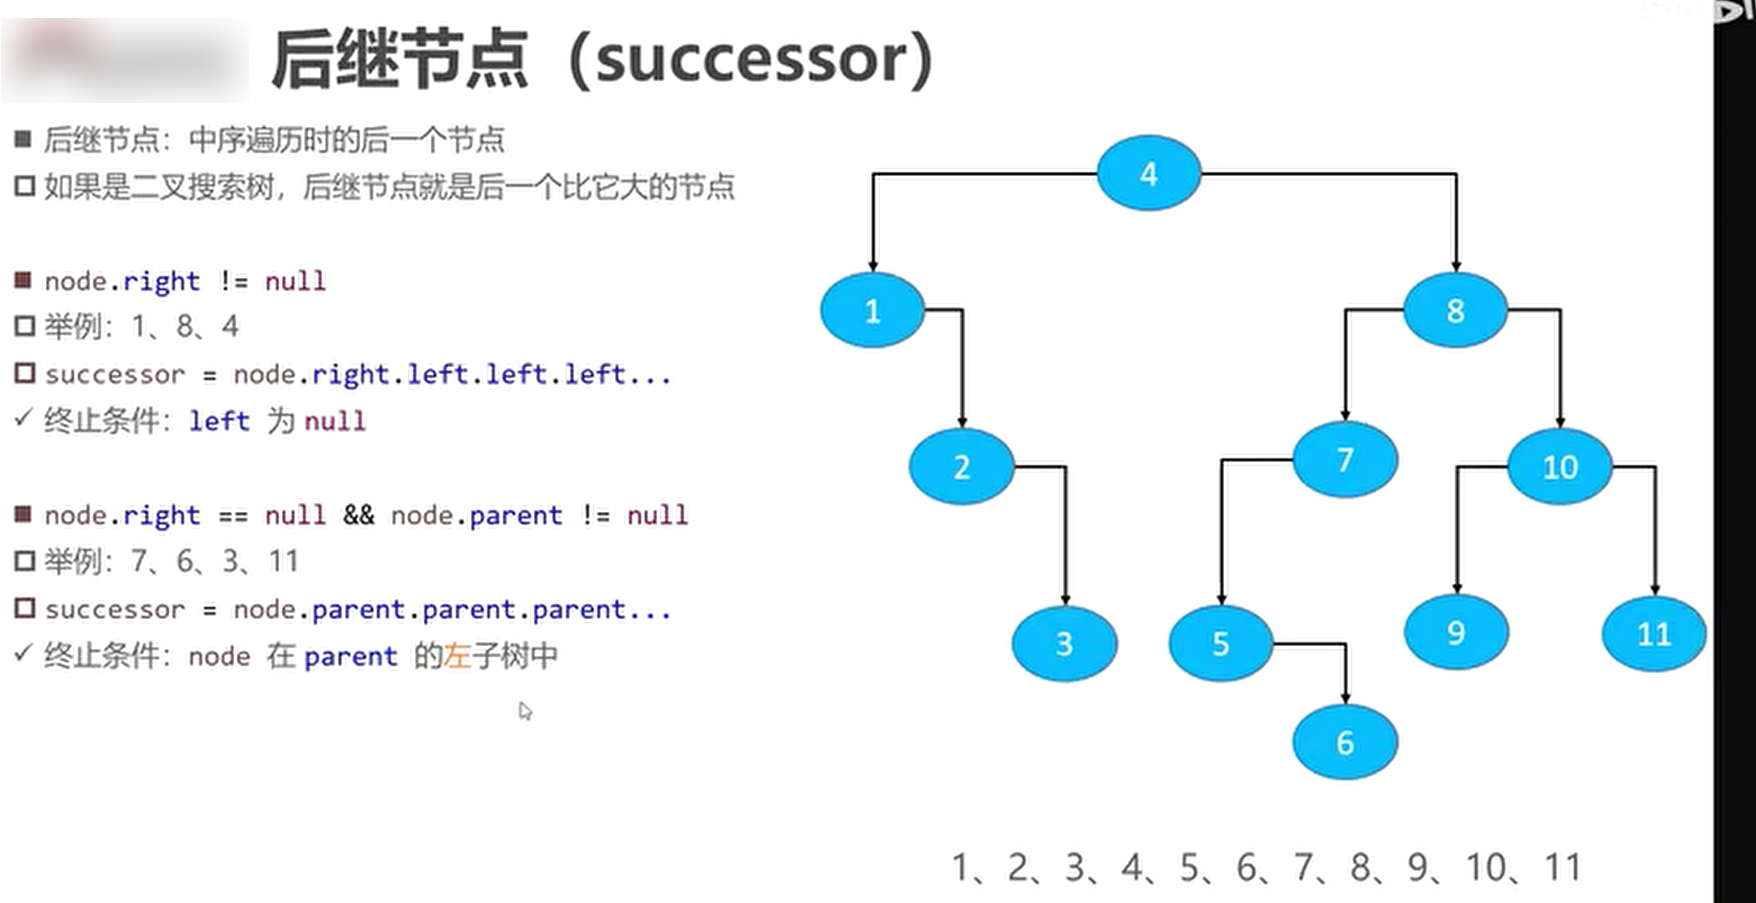 后继节点（successor）
后继节点：中序遍历时的后一个节点
如果是二叉搜索树，后继节点就是后一个比它大的节点
node.right != null
举例：1、8、4
successor = node.right.left.left.left...
终止条件：left 为 null
node.right == null && node.parent != null
举例：7、6、3、11
successor = node.parent.parent.parent...
✓ 终止条件：node 在 parent 的左子树中
4
1
8
2
7
10
3
5
9
11
6
1、2、3、4、5、6、7、8、9、10、11